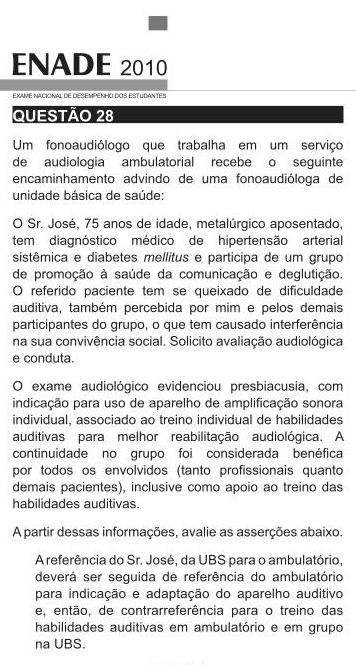 ENADE 2010
EXAME NACIONAL DE DESEMPENHO DOS ESTUDANTES
QUESTÃO 28
Um fonoaudiólogo que trabalha em um serviço
de audiologia ambulatorial recebe o seguinte
encaminhamento advindo de uma fonoaudióloga de
unidade básica de saúde:
O Sr. José, 75 anos de idade, metalúrgico aposentado,
tem diagnóstico médico de hipertensão arterial
sistêmica e diabetes mellitus e participa de um grupo
de promoção à saúde da comunicação e deglutição.
O referido paciente tem se queixado de dificuldade
auditiva, também percebida por mim e pelos demais
participantes do grupo, o que tem causado interferência
na sua convivência social. Solicito avaliação audiológica
e conduta.
O exame audiológico evidenciou presbiacusia, com
indicação para uso de aparelho de amplificação sonora
individual, associado ao treino individual de habilidades
auditivas para melhor reabilitação audiológica. A
continuidade no grupo foi considerada benéfica
por todos os envolvidos (tanto profissionais quanto
demais pacientes), inclusive como apoio ao treino das
habilidades auditivas.
A partir dessas informações, avalie as asserções abaixo.
A referência do Sr. José, da UBS para o ambulatório,
deverá ser seguida de referência do ambulatório
para indicação e adaptação do aparelho auditivo
e, então, de contrarreferência para o treino das
habilidades auditivas em ambulatório e em grupo
na UBS.